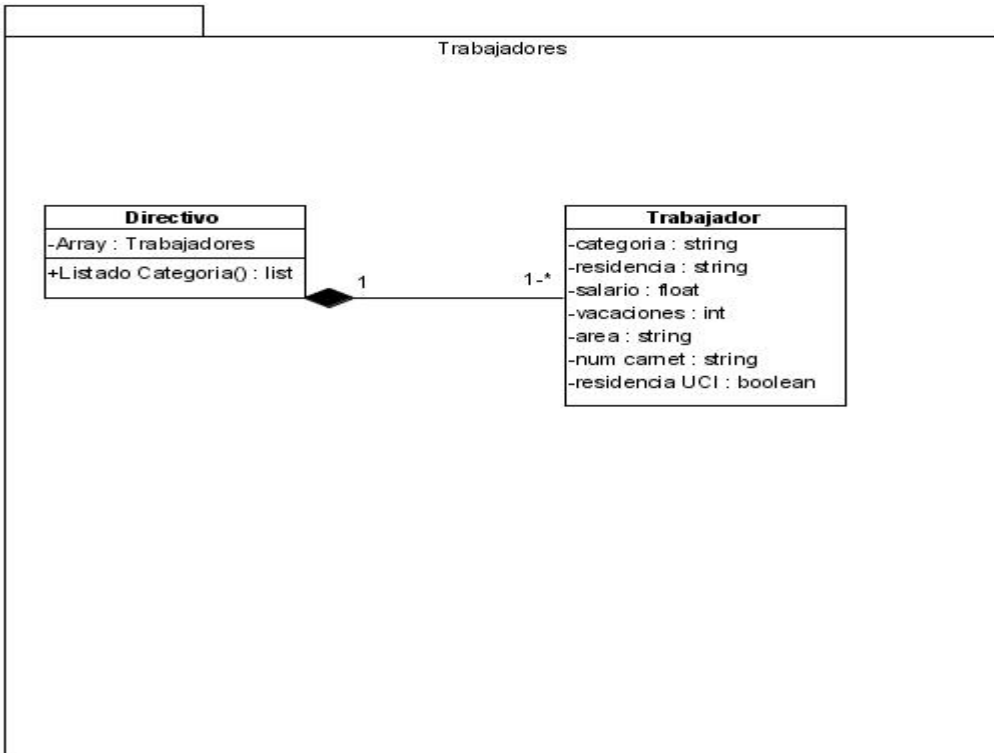 Trabajadores
Directivo
-Array : Trabajadores
+Listado Categoria() : list
1
1-*
Trabajador
-categoria : string
-residencia : string
-salario : float
-vacaciones : int
-area : string
-num carnet : string
-residencia UCI : boolean